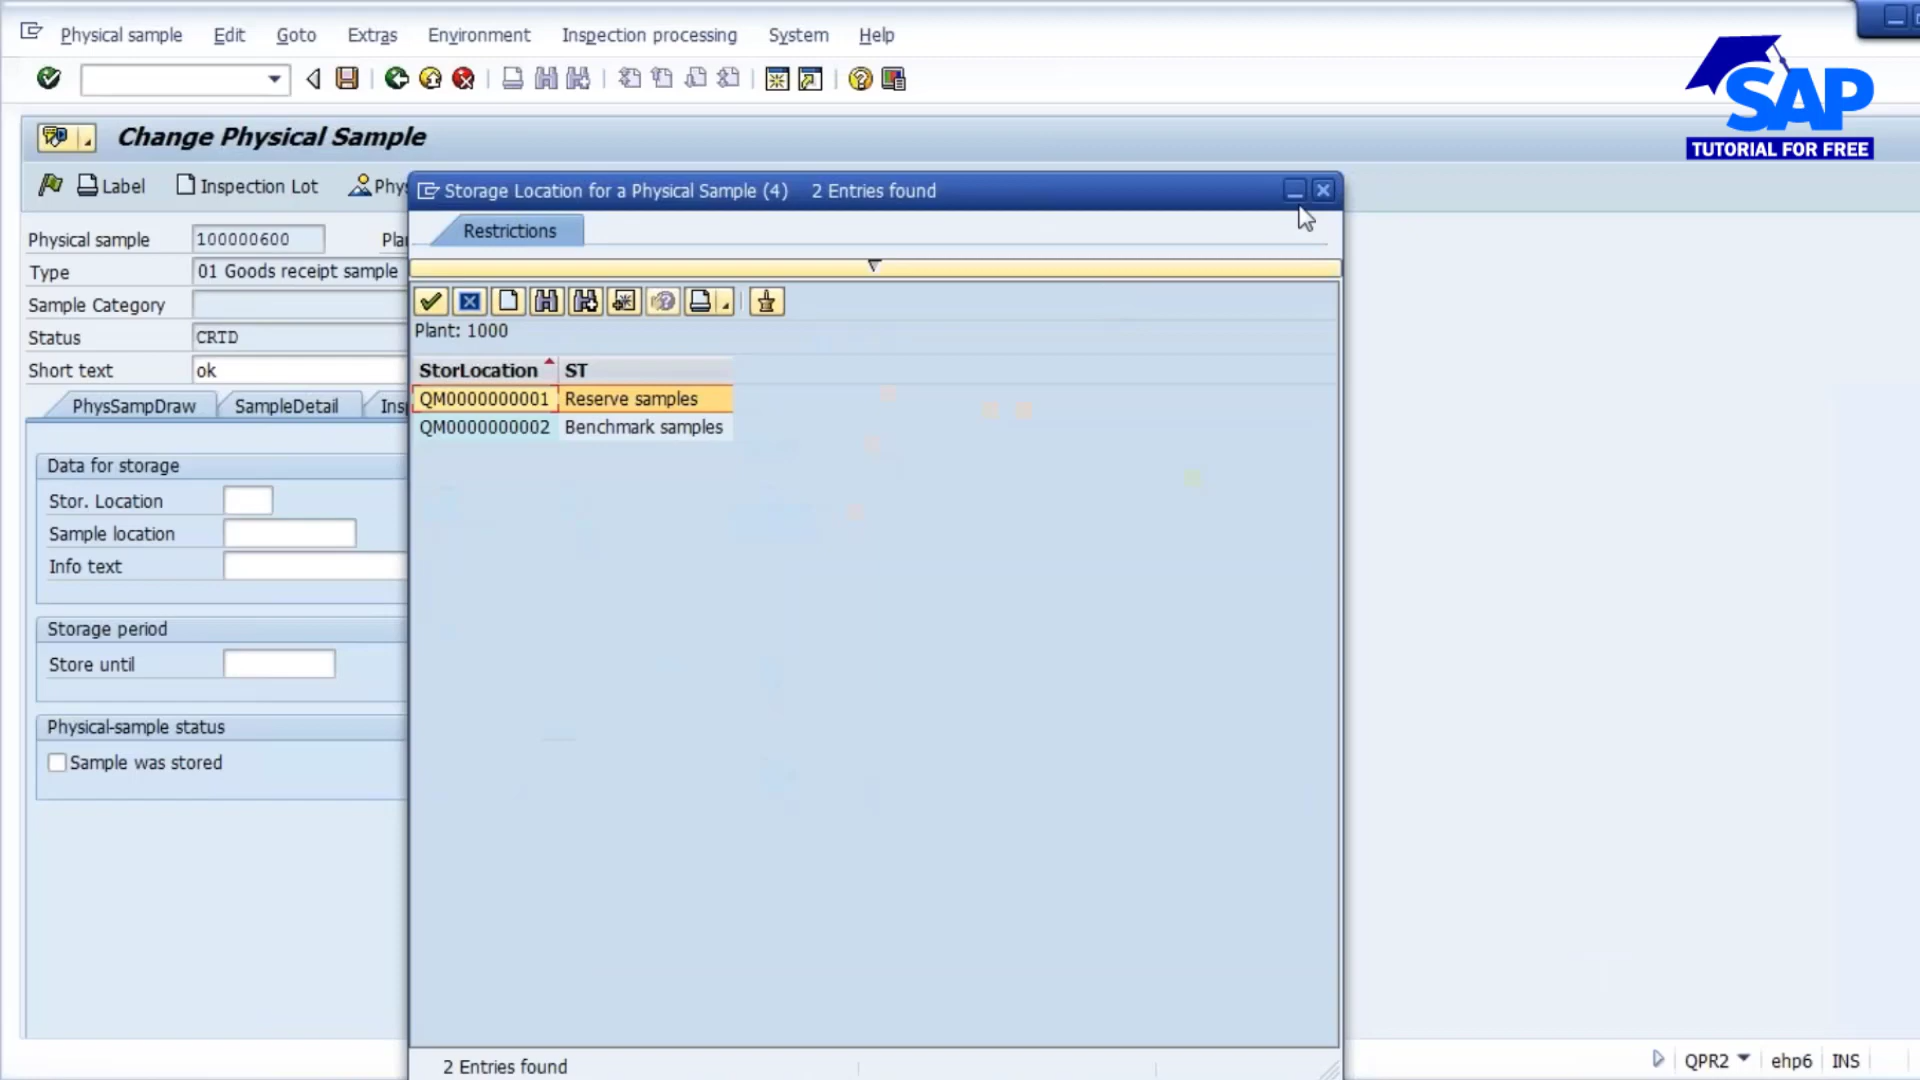 Physical sample Edit Goto Extras Environment Inspection processing System Help
SAP
TUTORIAL FOR FREE
Change Physical Sample
Label Inspection Lot Phy
Storage Location for a Physical Sample (4) 2 Entries found
Restrictions
Physical sample 100000600 Pla
Type 01 Goods receipt sample
Sample Category
Status CRTD
Short text ok
PhysSampDraw SampleDetail Ins
Data for storage
Stor. Location
Sample location
Info text
Storage period
Store until
Physical-sample status
Sample was stored
Plant: 1000
StorLocation ST
QM0000000001 Reserve samples
QM0000000002 Benchmark samples
2 Entries found
QPR2 ehp6 INS